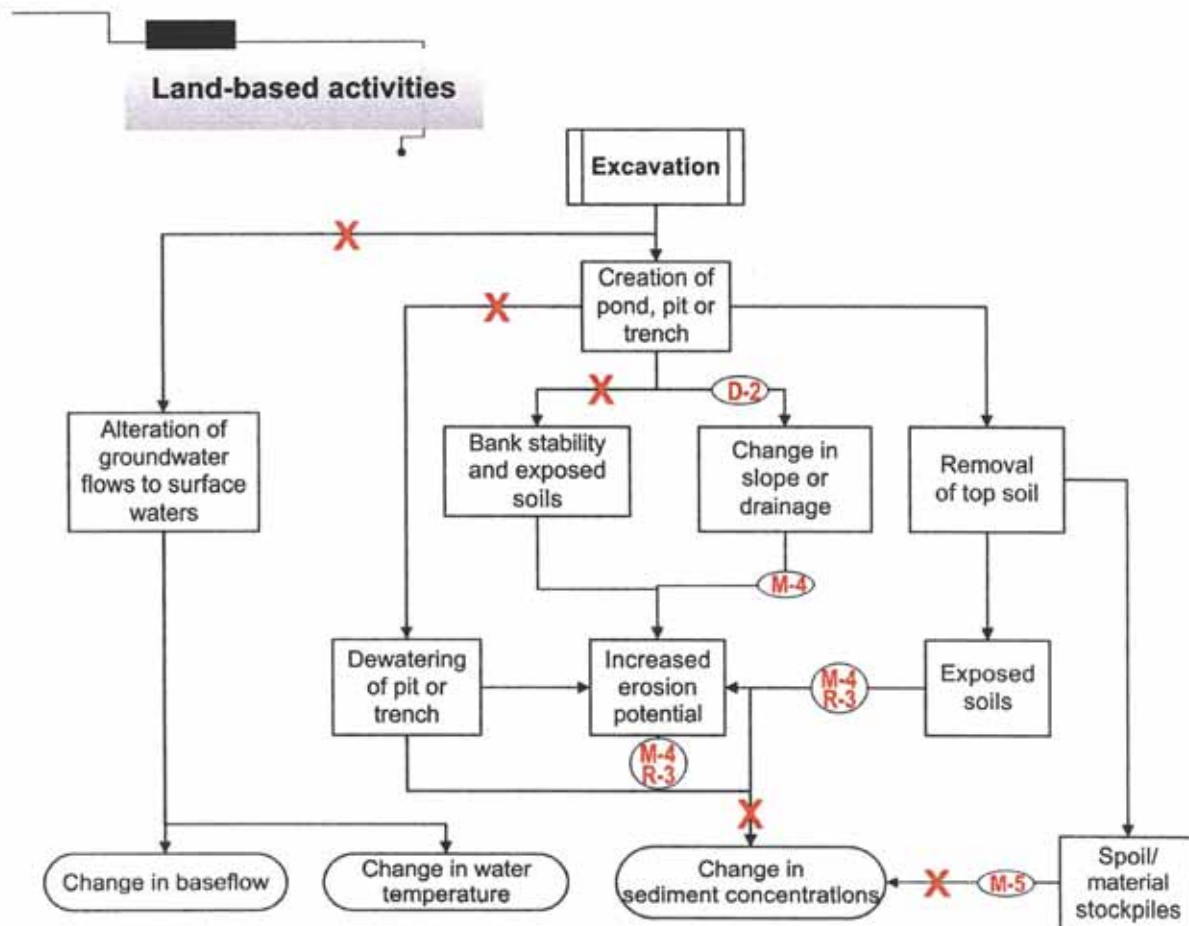 Land-based activities
Excavation
X
Creation of
pond, pit or
trench
X
X
D-2
Alteration of
groundwater
flows to surface
waters
Bank stability
and exposed
soils
Change in
slope or
drainage
Removal
of top soil
M-4
Dewatering
of pit or
trench
Increased
erosion
potential
M-4
R-3
Exposed
soils
M-4
R-3
X
Change in baseflow
Change in water
temperature
Change in
sediment concentrations
X
M-5
Spoil/
material
stockpiles